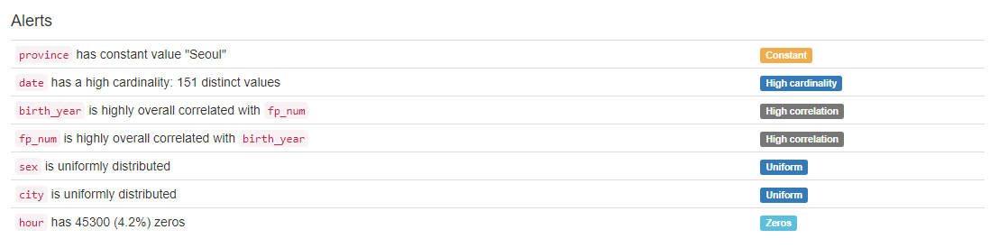 Alerts
province has constant value "Seoul" Constant
date has a high cardinality: 151 distinct values High cardinality
birth_year is highly overall correlated with fp_num High correlation
fp_num is highly overall correlated with birth_year High correlation
sex is uniformly distributed Uniform
city is uniformly distributed Uniform
hour has 45300 (4.2%) zeros Zeros